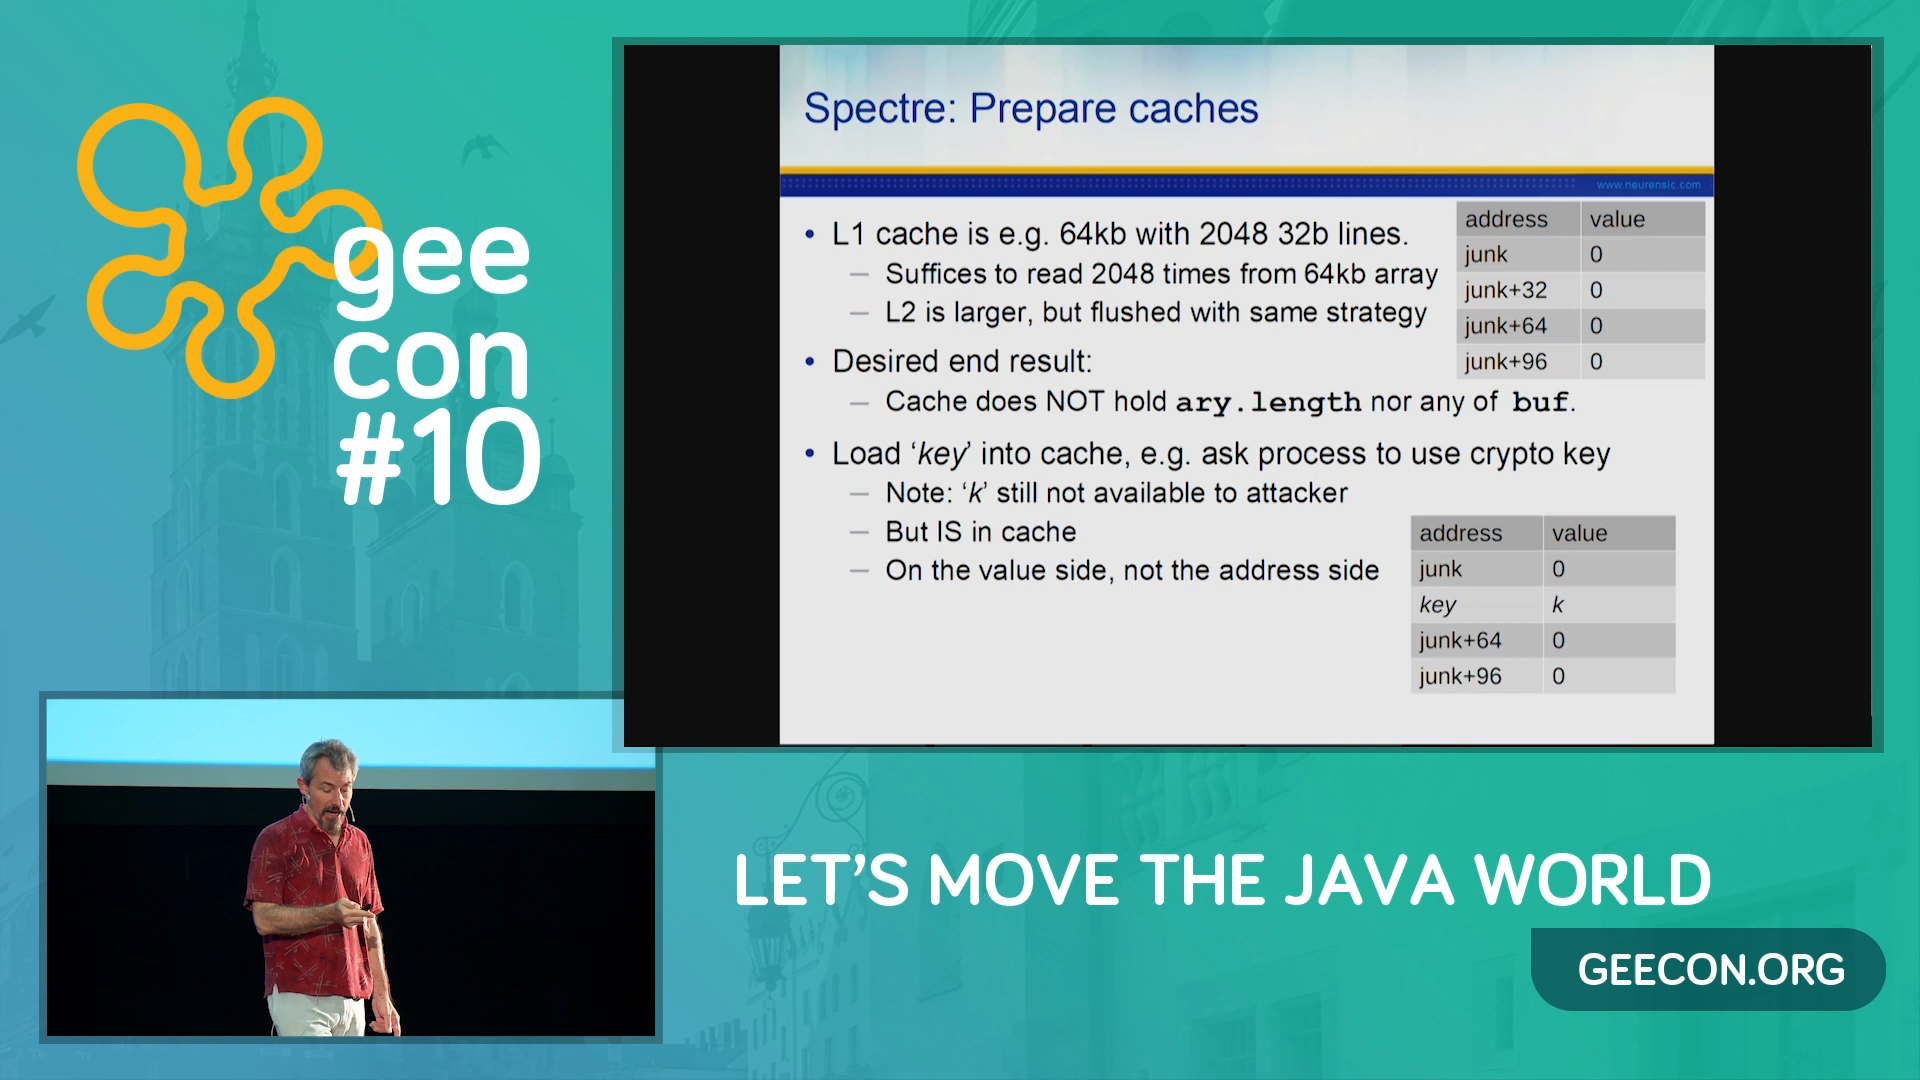 gee
con
#10
Spectre: Prepare caches
www.neurensic.com
• L1 cache is e.g. 64kb with 2048 32b lines.
– Suffices to read 2048 times from 64kb array
– L2 is larger, but flushed with same strategy
• Desired end result:
– Cache does NOT hold ary.length nor any of buf.
• Load ‘key’ into cache, e.g. ask process to use crypto key
– Note: ‘k’ still not available to attacker
– But IS in cache
– On the value side, not the address side
address value
junk 0
junk+32 0
junk+64 0
junk+96 0
address value
junk 0
key k
junk+64 0
junk+96 0
LET’S MOVE THE JAVA WORLD
GEECON.ORG